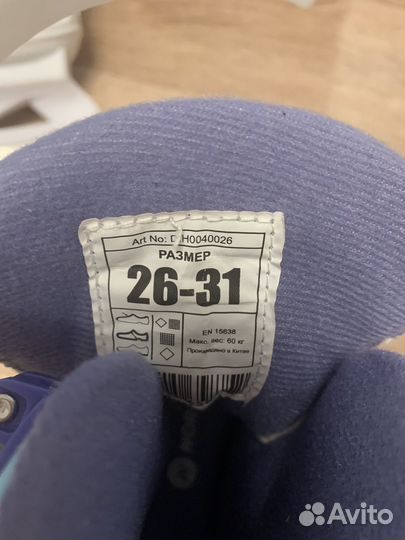 Art No: DIH0040026
РАЗМЕР
26-31
EN 15638
Макс. вес: 60 кг
Произведено в Китае
Avito